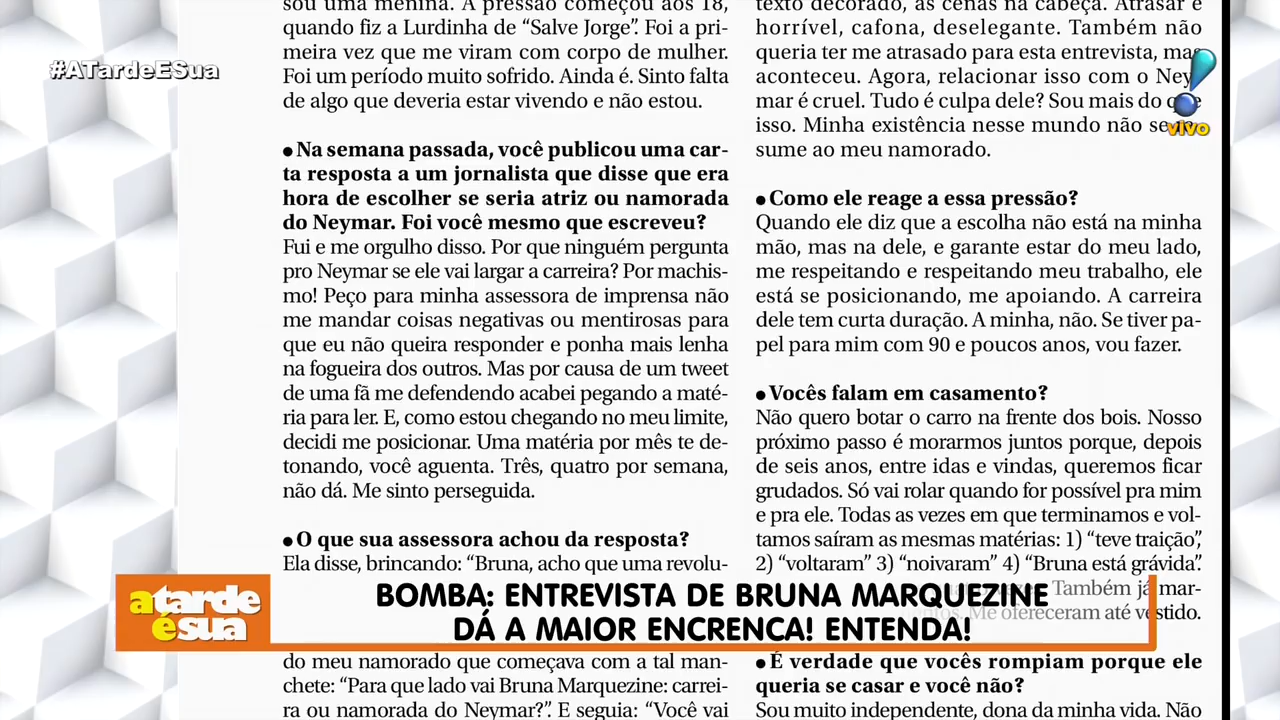 #ATardeESua
sou uma menina. A pressão começou aos 18,
quando fiz a Lurdinha de “Salve Jorge”. Foi a pri-
meira vez que me viram com corpo de mulher.
Foi um período muito sofrido. Ainda é. Sinto falta
de algo que deveria estar vivendo e não estou.
● Na semana passada, você publicou uma car-
ta resposta a um jornalista que disse que era
hora de escolher se seria atriz ou namorada
do Neymar. Foi você mesmo que escreveu?
Fui e me orgulho disso. Por que ninguém pergunta
pro Neymar se ele vai largar a carreira? Por machis-
mo! Peço para minha assessora de imprensa não
me mandar coisas negativas ou mentirosas para
que eu não queira responder e ponha mais lenha
na fogueira dos outros. Mas por causa de um tweet
de uma fã me defendendo acabei pegando a maté-
ria para ler. E, como estou chegando no meu limite,
decidi me posicionar. Uma matéria por mês te de-
tonando, você aguenta. Três, quatro por semana,
não dá. Me sinto perseguida.
● O que sua assessora achou da resposta?
Ela disse, brincando: “Bruna, acho que uma revolu-
do meu namorado que começava com a tal man-
chete: “Para que lado vai Bruna Marquezine: carrei-
ra ou namorada do Neymar?”. E seguia: “Você vai
texto decorado, as cenas na cabeça. Atrasar é
horrível, cafona, deselegante. Também não
queria ter me atrasado para esta entrevista, mas
aconteceu. Agora, relacionar isso com o Ney-
mar é cruel. Tudo é culpa dele? Sou mais do que
isso. Minha existência nesse mundo não se re-
sume ao meu namorado.
● Como ele reage a essa pressão?
Quando ele diz que a escolha não está na minha
mão, mas na dele, e garante estar do meu lado,
me respeitando e respeitando meu trabalho, ele
está se posicionando, me apoiando. A carreira
dele tem curta duração. A minha, não. Se tiver pa-
pel para mim com 90 e poucos anos, vou fazer.
● Vocês falam em casamento?
Não quero botar o carro na frente dos bois. Nosso
próximo passo é morarmos juntos porque, depois
de seis anos, entre idas e vindas, queremos ficar
grudados. Só vai rolar quando for possível pra mim
e pra ele. Todas as vezes em que terminamos e vol-
tamos saíram as mesmas matérias: 1) “teve traição”,
2) “voltaram” 3) “noivaram” 4) “Bruna está grávida”.
Também já mar-
Me ofereceram até vestido.
● É verdade que vocês rompiam porque ele
queria se casar e você não?
Sou muito independente, dona da minha vida. Não
vivo
a tarde
é sua
BOMBA: ENTREVISTA DE BRUNA MARQUEZINE
DÁ A MAIOR ENCRENCA! ENTENDA!